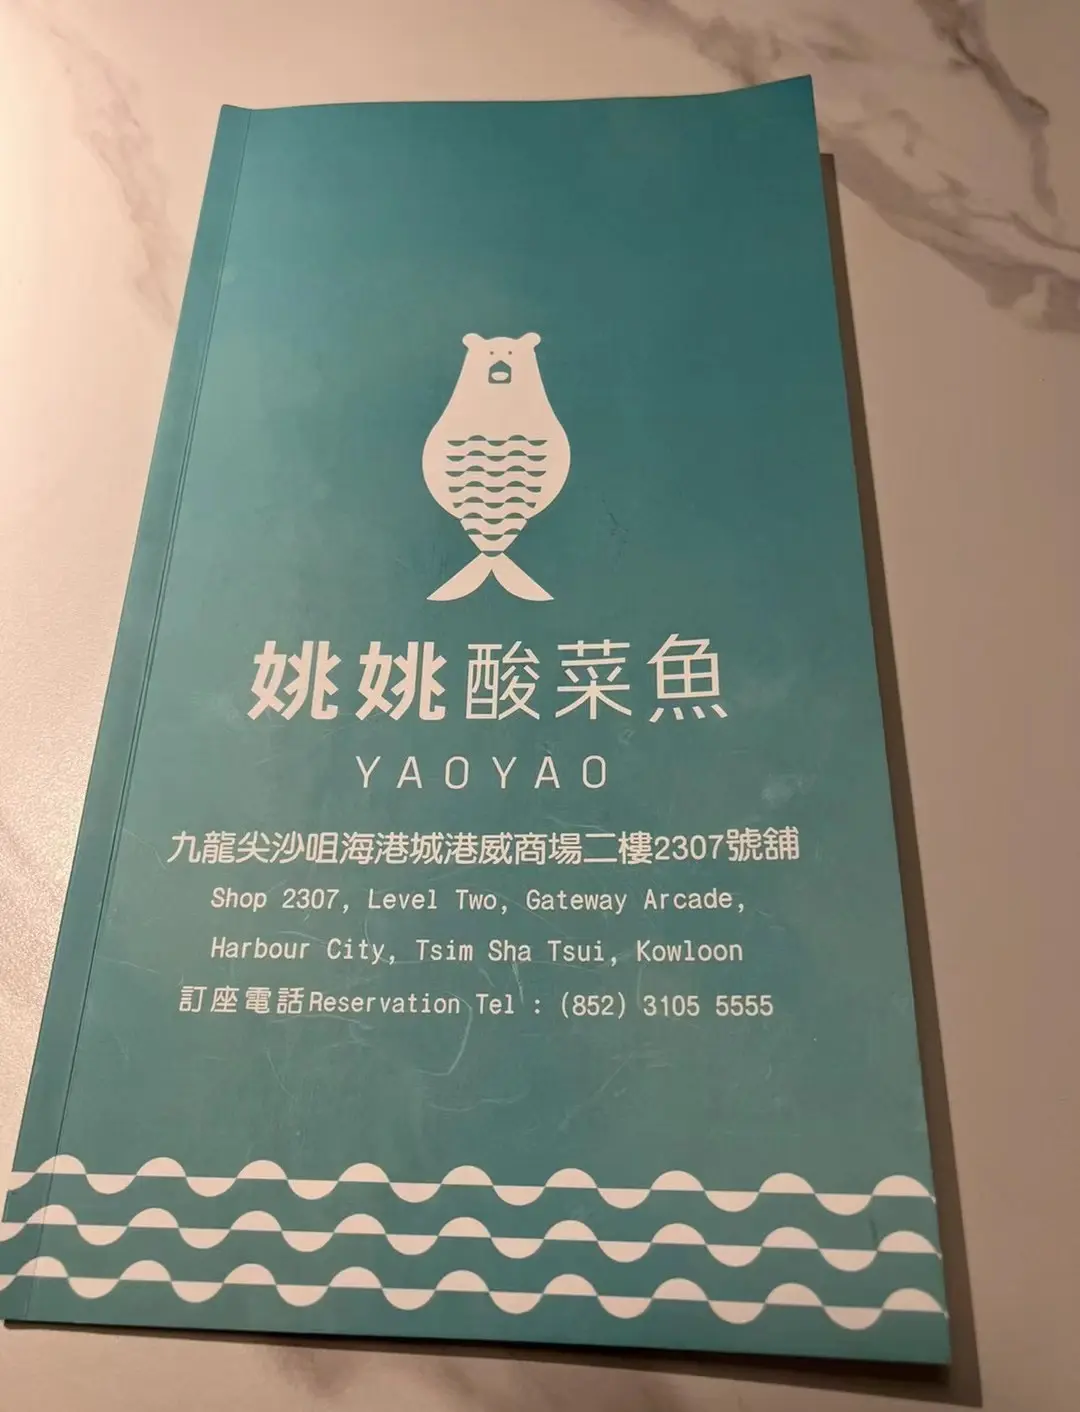 姚姚酸菜魚
YAOYAO
九龍尖沙咀海港城港威商場二樓2307號舖
Shop 2307, Level Two, Gateway Arcade,
Harbour City, Tsim Sha Tsui, Kowloon
訂座電話Reservation Tel : (852) 3105 5555